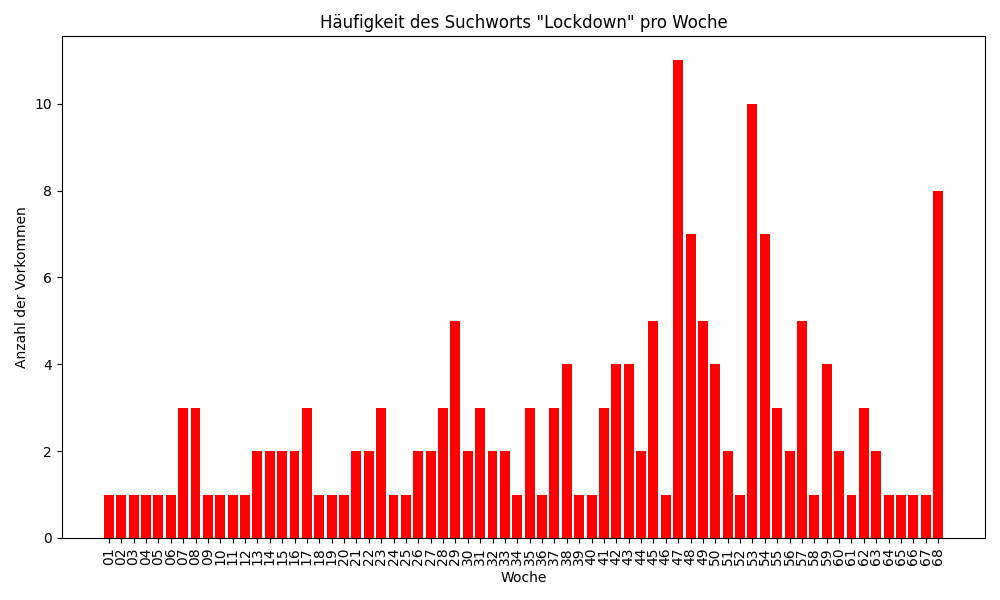 Häufigkeit des Suchworts "Lockdown" pro Woche
Anzahl der Vorkommen
10
8
6
4
2
0
01 02 03 04 05 06 07 08 09 10 11 12 13 14 15 16 17 18 19 20 21 22 23 24 25 26 27 28 29 30 31 32 33 34 35 36 37 38 39 40 41 42 43 44 45 46 47 48 49 50 51 52 53 54 55 56 57 58 59 60 61 62 63 64 65 66 67 68
Woche